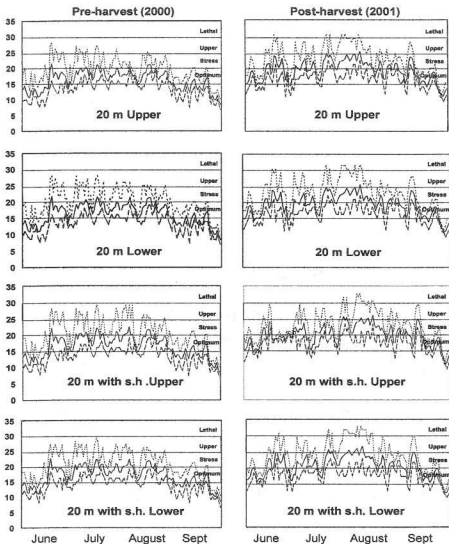 Pre-harvest (2000) Post-harvest (2001)
35
30
25
20
15
10
5
0
Lethal
Upper
Stress
Optimum
20 m Upper
Lethal
Upper
Stress
Optimum
20 m Upper
35
30
25
20
15
10
5
0
Lethal
Upper
Stress
Optimum
20 m Lower
Lethal
Upper
Stress
Optimum
20 m Lower
35
30
25
20
15
10
5
0
Lethal
Upper
Stress
Optimum
20 m with s.h .Upper
Lethal
Upper
Stress
Optimum
20 m with s.h. Upper
35
30
25
20
15
10
5
0
Lethal
Upper
Stress
Optimum
20 m with s.h. Lower
Lethal
Upper
Stress
Optimum
20 m with s.h. Lower
June July August Sept June July August Sept